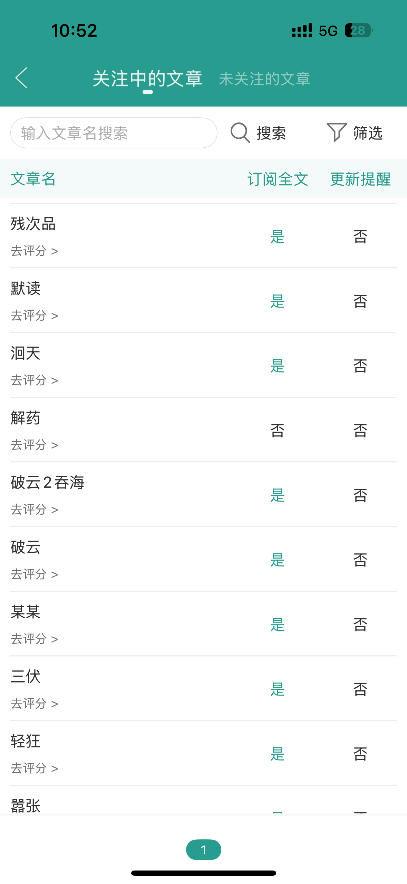 10:52 5G 28
关注中的文章 未关注的文章
输入文章名搜索 搜索 筛选
文章名 订阅全文 更新提醒
残次品
是 否
去评分 >
默读
是 否
去评分 >
洄天
是 否
去评分 >
解药
否 否
去评分 >
破云2吞海
是 否
去评分 >
破云
是 否
去评分 >
某某
是 否
去评分 >
三伏
是 否
去评分 >
轻狂
是 否
去评分 >
嚣张
1